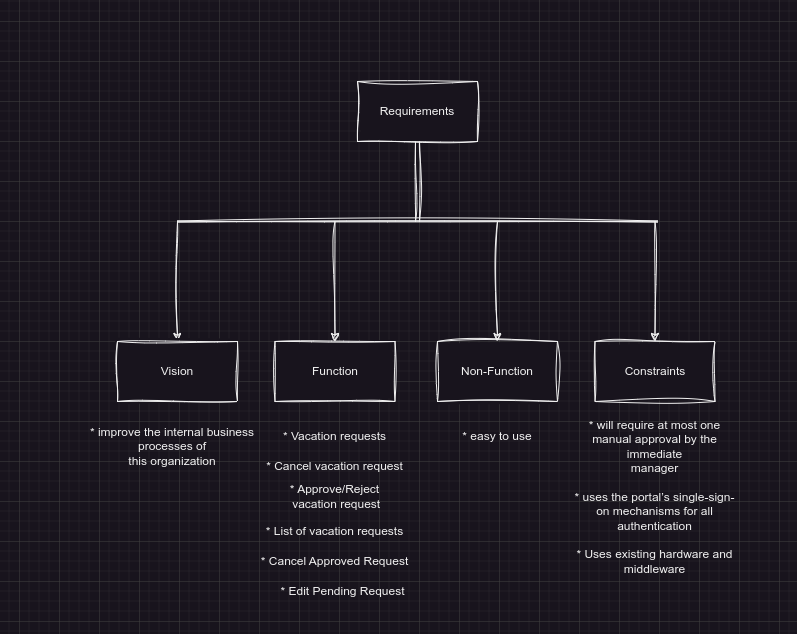 Requirements
Vision
Function
Non-Function
Constraints
* improve the internal business
processes of
this organization
* Vacation requests
* Cancel vacation request
* Approve/Reject
vacation request
* List of vacation requests
* Cancel Approved Request
* Edit Pending Request
* easy to use
* will require at most one
manual approval by the
immediate
manager
* uses the portal’s single-sign-
on mechanisms for all
authentication
* Uses existing hardware and
middleware